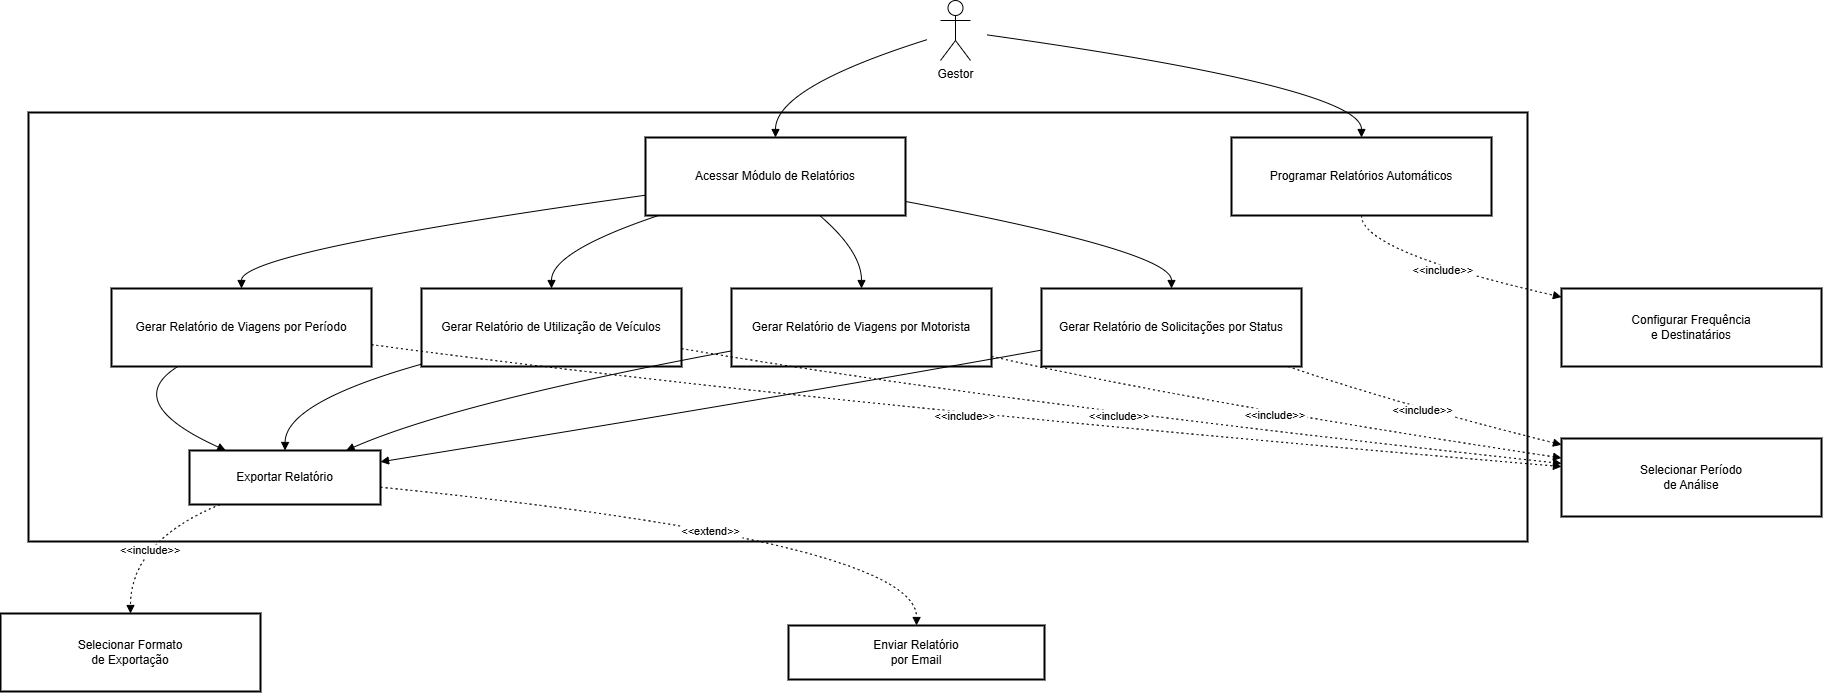 Gestor
Acessar Módulo de Relatórios
Programar Relatórios Automáticos
<<include>>
Gerar Relatório de Viagens por Período
Gerar Relatório de Utilização de Veículos
Gerar Relatório de Viagens por Motorista
Gerar Relatório de Solicitações por Status
Configurar Frequência
e Destinatários
<<include>>
<<include>>
<<include>>
<<include>>
Exportar Relatório
Selecionar Período
de Análise
<<extend>>
<<include>>
Selecionar Formato
de Exportação
Enviar Relatório
por Email